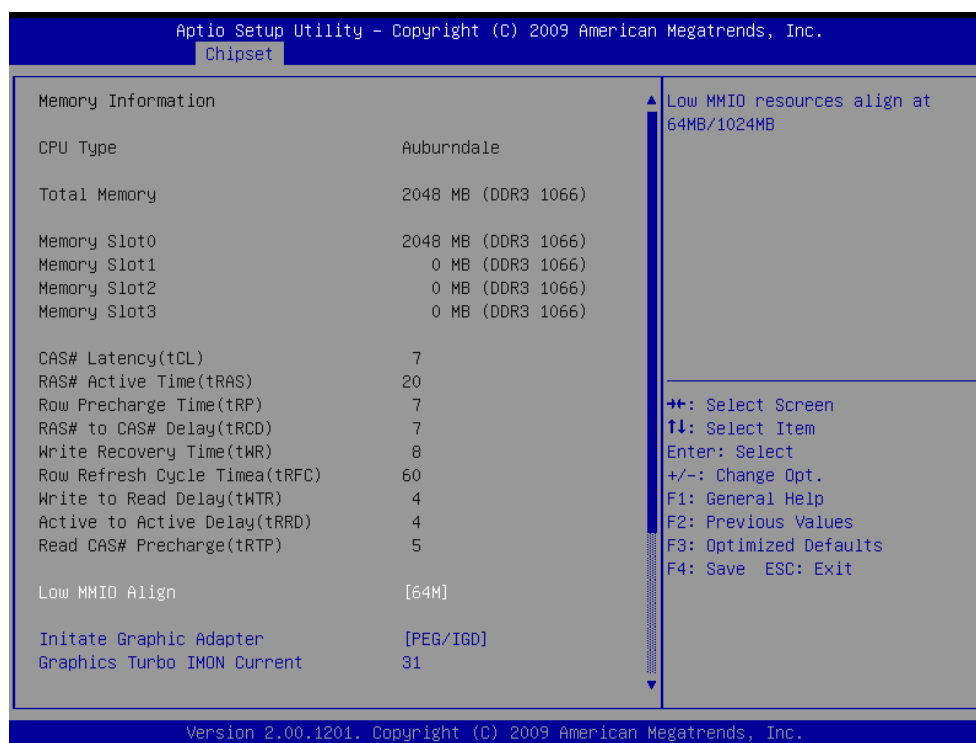 Aptio Setup Utility – Copyright (C) 2009 American Megatrends, Inc.
Chipset
Memory Information
CPU Type Auburndale
Total Memory 2048 MB (DDR3 1066)
Memory Slot0 2048 MB (DDR3 1066)
Memory Slot1 0 MB (DDR3 1066)
Memory Slot2 0 MB (DDR3 1066)
Memory Slot3 0 MB (DDR3 1066)
CAS# Latency(tCL) 7
RAS# Active Time(tRAS) 20
Row Precharge Time(tRP) 7
RAS# to CAS# Delay(tRCD) 7
Write Recovery Time(tWR) 8
Row Refresh Cycle Timea(tRFC) 60
Write to Read Delay(tWTR) 4
Active to Active Delay(tRRD) 4
Read CAS# Precharge(tRTP) 5
Low MMIO Align [64M]
Initate Graphic Adapter [PEG/IGD]
Graphics Turbo IMON Current 31
Low MMIO resources align at
64MB/1024MB
→←: Select Screen
↑↓: Select Item
Enter: Select
+/-: Change Opt.
F1: General Help
F2: Previous Values
F3: Optimized Defaults
F4: Save ESC: Exit
Version 2.00.1201. Copyright (C) 2009 American Megatrends, Inc.